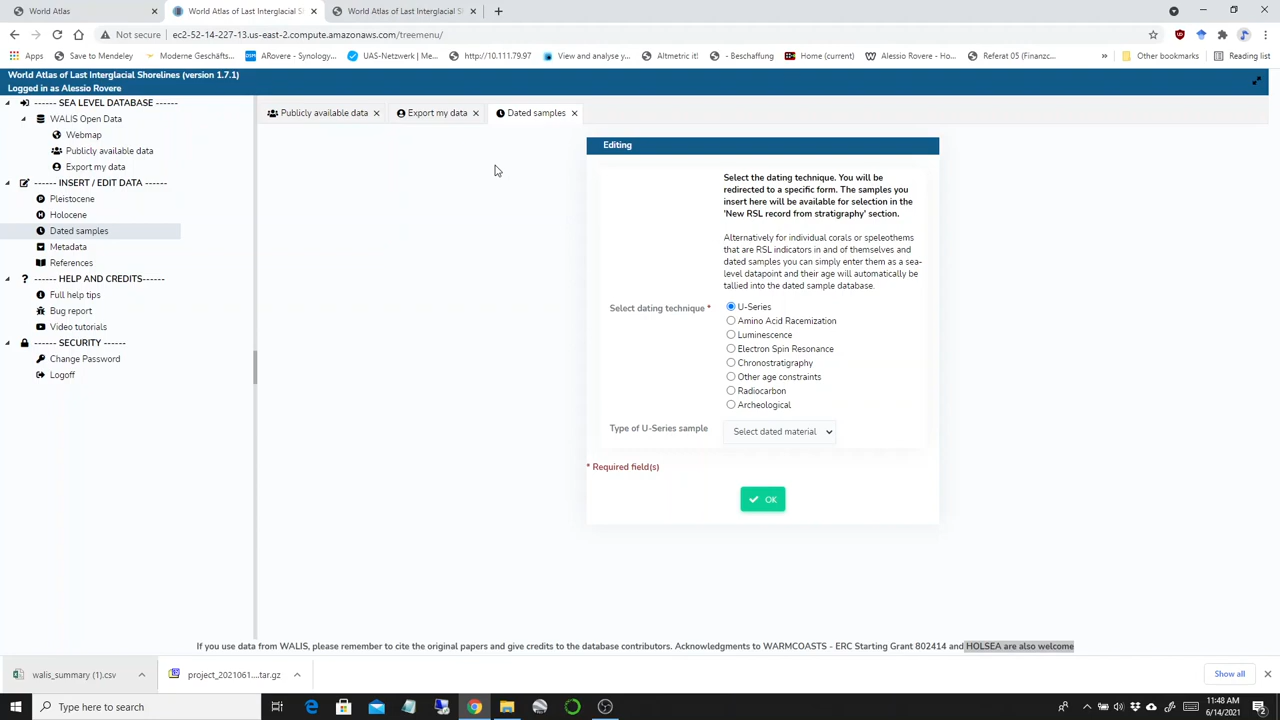 World Atlas
World Atlas of Last Interglacial Sh
World Atlas of Last Interglacial Sh
Not secure | ec2-52-14-227-13.us-east-2.compute.amazonaws.com/treemenu/
Apps
Save to Mendeley
Moderne Geschäfts...
ARovere - Synology...
UAS-Netzwerk | Me...
http://10.111.79.97
View and analyse y...
Altmetric it!
- Beschaffung
Home (current)
Alessio Rovere - Ho...
Referat 05 (Finanzc...
»
Other bookmarks
Reading list
World Atlas of Last Interglacial Shorelines (version 1.7.1)
Logged in as Alessio Rovere
------ SEA LEVEL DATABASE ------
WALIS Open Data
Webmap
Publicly available data
Export my data
------ INSERT / EDIT DATA ------
Pleistocene
Holocene
Dated samples
Metadata
References
------ HELP AND CREDITS------
Full help tips
Bug report
Video tutorials
------ SECURITY ------
Change Password
Logoff
Publicly available data
Export my data
Dated samples
Editing
Select the dating technique. You will be
redirected to a specific form. The samples you
insert here will be available for selection in the
'New RSL record from stratigraphy' section.
Alternatively for individual corals or speleothems
that are RSL indicators in and of themselves and
dated samples you can simply enter them as a sea-
level datapoint and their age will automatically be
tallied into the dated sample database.
Select dating technique *
U-Series
Amino Acid Racemization
Luminescence
Electron Spin Resonance
Chronostratigraphy
Other age constraints
Radiocarbon
Archeological
Type of U-Series sample
Select dated material
* Required field(s)
OK
If you use data from WALIS, please remember to cite the original papers and give credits to the database contributors. Acknowledgments to WARMCOASTS - ERC Starting Grant 802414 and HOLSEA are also welcome
walis_summary (1).csv
project_2021061....tar.gz
Show all
Type here to search
11:48 AM
6/14/2021